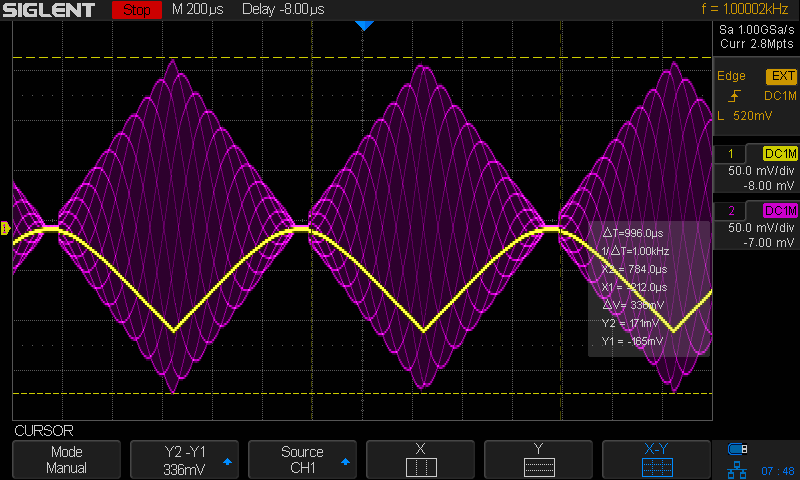 SIGLENT Stop M 200μs Delay -8.00μs f = 1.00002kHz
Sa 1.00GSa/s
Curr 2.8Mpts
Edge EXT
DC1M
L 520mV
1 DC1M
50.0 mV/div
-8.00 mV
2 DC1M
50.0 mV/div
-7.00 mV
1
△T=996.0μs
1/△T=1.00kHz
X2 = 784.0μs
X1 = -212.0μs
△V= 336mV
Y2 = 171mV
Y1 = -165mV
CURSOR
Mode
Manual
Y2 -Y1
336mV
Source
CH1
X
Y
X-Y
07 : 48